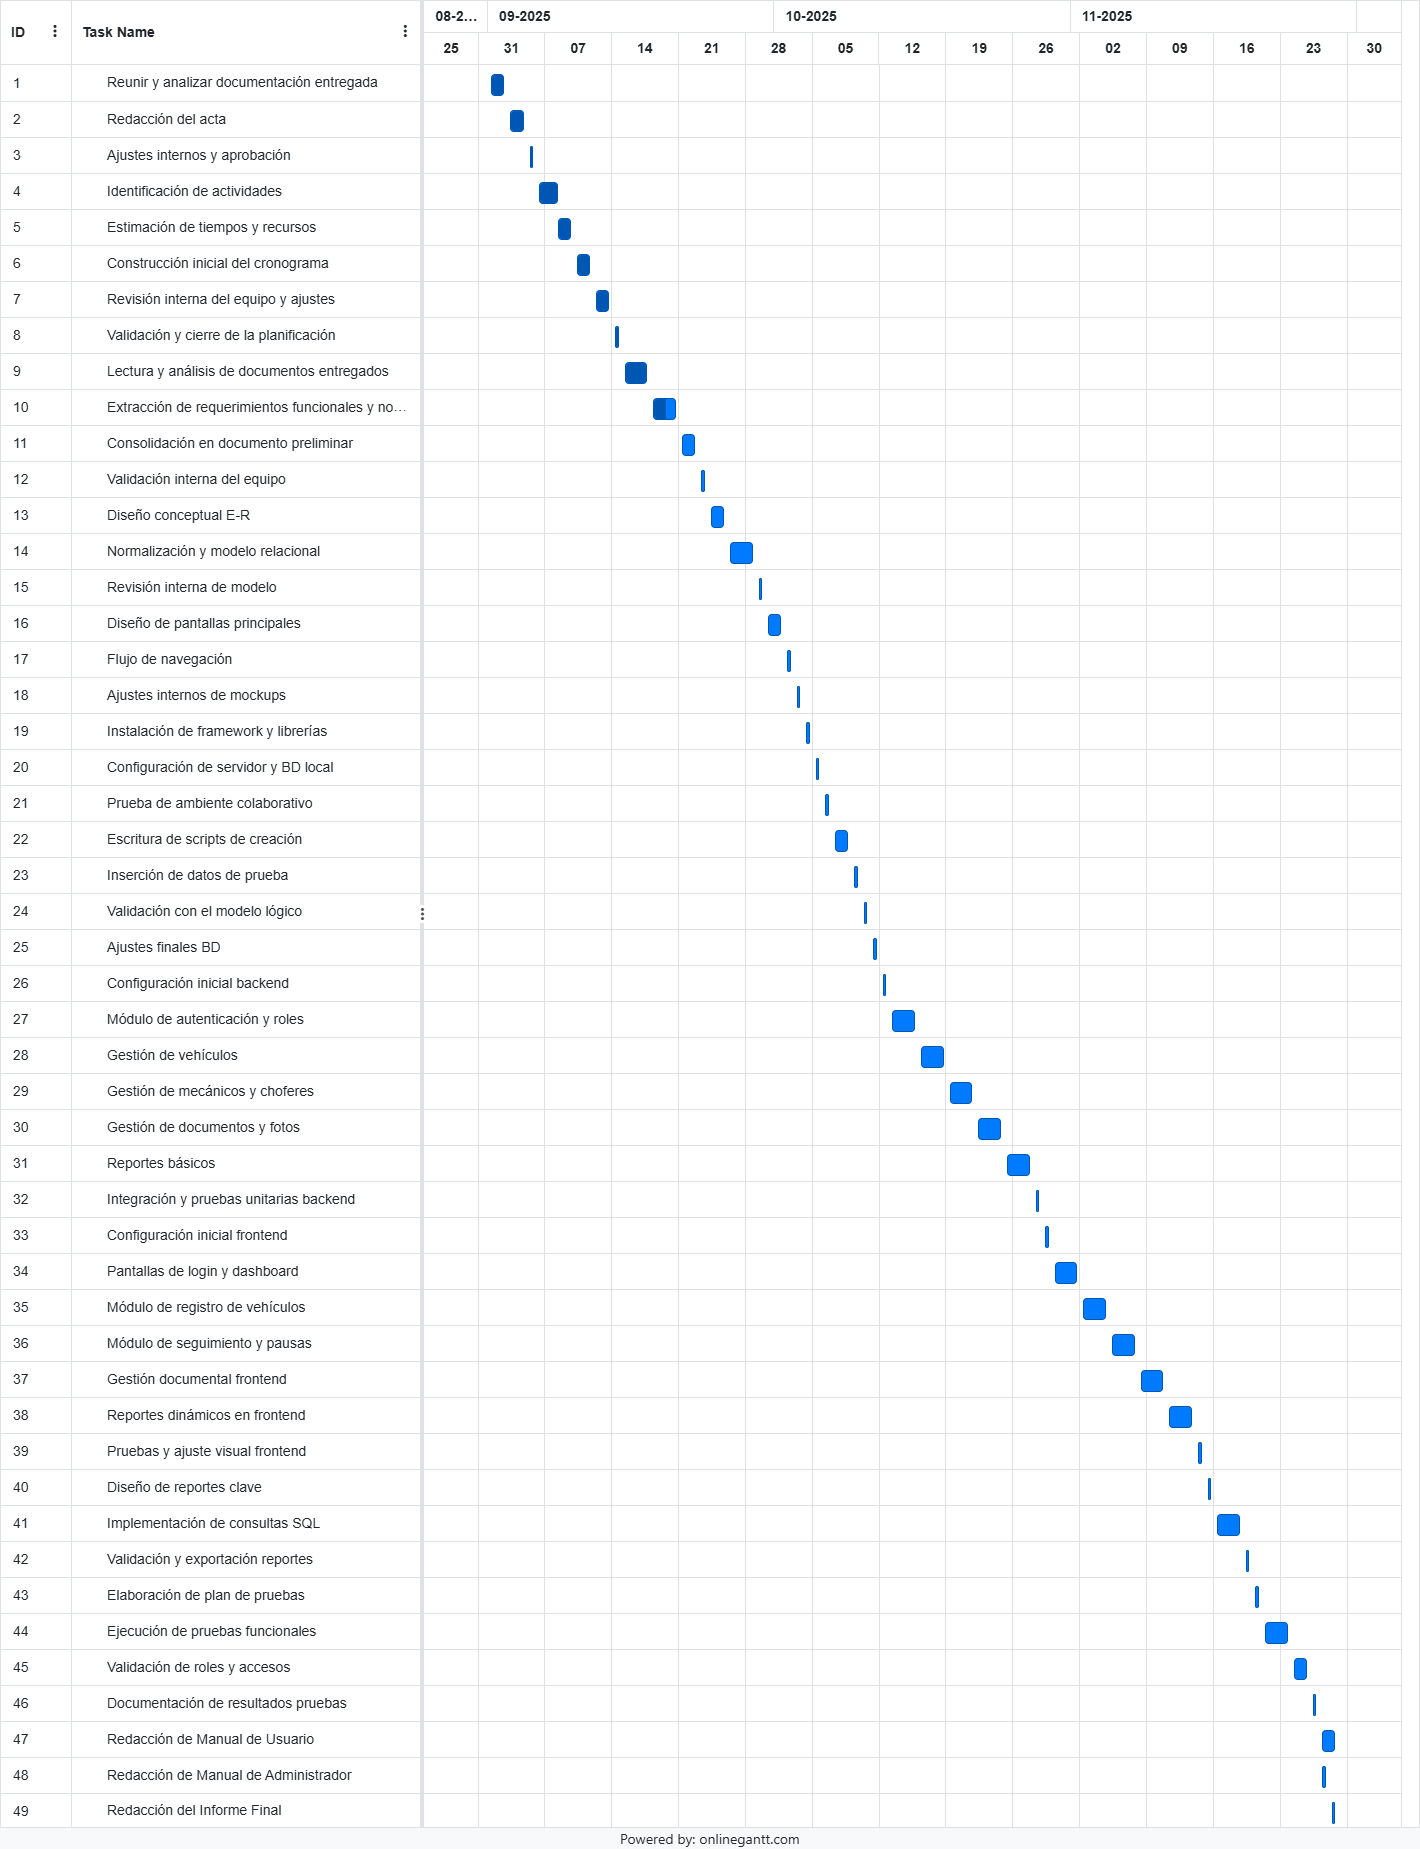 ID Task Name 08-2... 09-2025 10-2025 11-2025
25 31 07 14 21 28 05 12 19 26 02 09 16 23 30
1 Reunir y analizar documentación entregada
2 Redacción del acta
3 Ajustes internos y aprobación
4 Identificación de actividades
5 Estimación de tiempos y recursos
6 Construcción inicial del cronograma
7 Revisión interna del equipo y ajustes
8 Validación y cierre de la planificación
9 Lectura y análisis de documentos entregados
10 Extracción de requerimientos funcionales y no...
11 Consolidación en documento preliminar
12 Validación interna del equipo
13 Diseño conceptual E-R
14 Normalización y modelo relacional
15 Revisión interna de modelo
16 Diseño de pantallas principales
17 Flujo de navegación
18 Ajustes internos de mockups
19 Instalación de framework y librerías
20 Configuración de servidor y BD local
21 Prueba de ambiente colaborativo
22 Escritura de scripts de creación
23 Inserción de datos de prueba
24 Validación con el modelo lógico
25 Ajustes finales BD
26 Configuración inicial backend
27 Módulo de autenticación y roles
28 Gestión de vehículos
29 Gestión de mecánicos y choferes
30 Gestión de documentos y fotos
31 Reportes básicos
32 Integración y pruebas unitarias backend
33 Configuración inicial frontend
34 Pantallas de login y dashboard
35 Módulo de registro de vehículos
36 Módulo de seguimiento y pausas
37 Gestión documental frontend
38 Reportes dinámicos en frontend
39 Pruebas y ajuste visual frontend
40 Diseño de reportes clave
41 Implementación de consultas SQL
42 Validación y exportación reportes
43 Elaboración de plan de pruebas
44 Ejecución de pruebas funcionales
45 Validación de roles y accesos
46 Documentación de resultados pruebas
47 Redacción de Manual de Usuario
48 Redacción de Manual de Administrador
49 Redacción del Informe Final
Powered by: onlinegantt.com